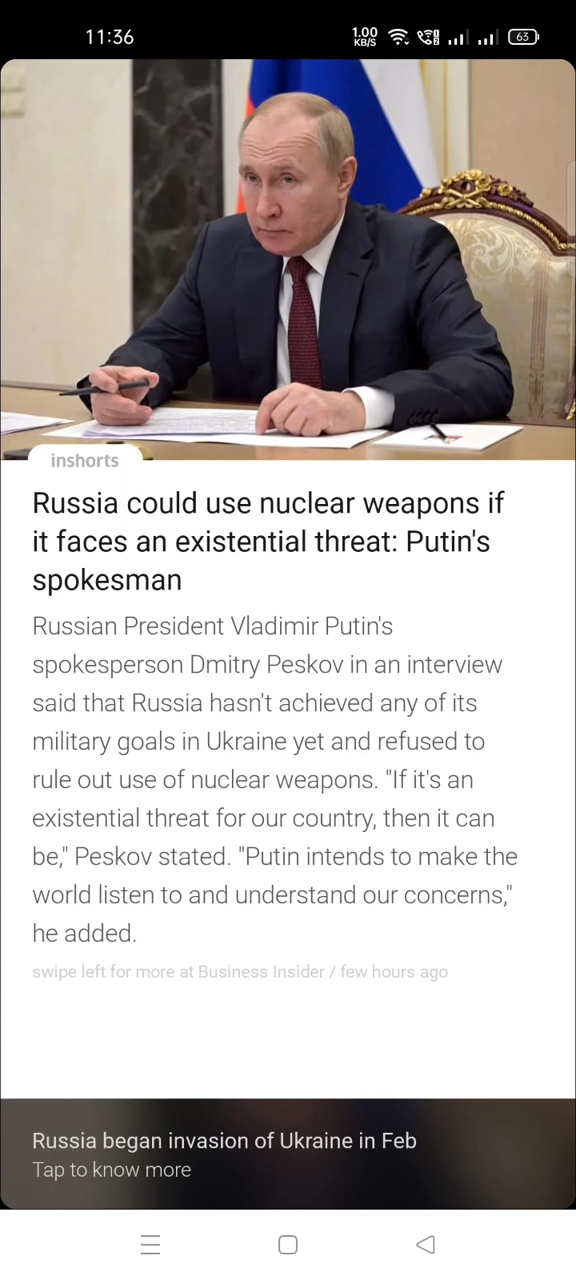 11:36
1.00
KB/S
63
inshorts
Russia could use nuclear weapons if
it faces an existential threat: Putin's
spokesman
Russian President Vladimir Putin's
spokesperson Dmitry Peskov in an interview
said that Russia hasn't achieved any of its
military goals in Ukraine yet and refused to
rule out use of nuclear weapons. "If it's an
existential threat for our country, then it can
be," Peskov stated. "Putin intends to make the
world listen to and understand our concerns,"
he added.
swipe left for more at Business Insider / few hours ago
Russia began invasion of Ukraine in Feb
Tap to know more